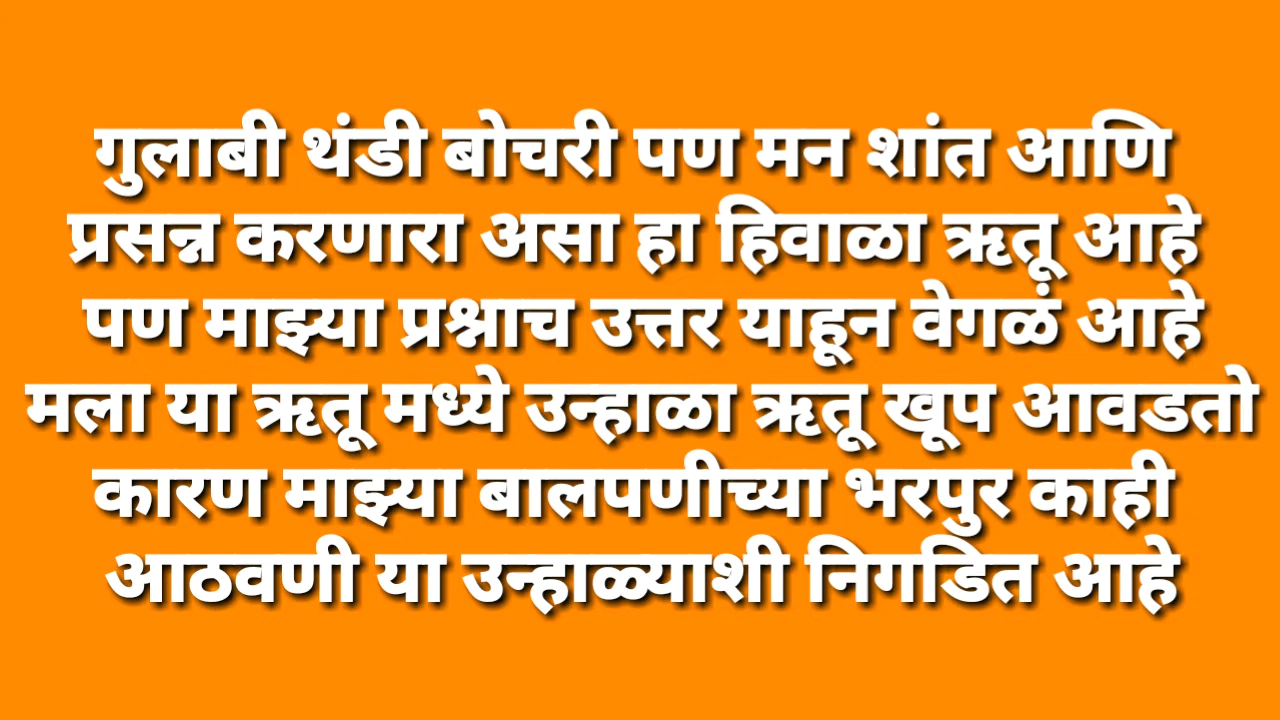 गुलाबी थंडी बोचरी पण मन शांत आणि
प्रसन्न करणारा असा हा हिवाळा ऋतू आहे
पण माझ्या प्रश्नाच उत्तर याहून वेगळं आहे
मला या ऋतू मध्ये उन्हाळा ऋतू खूप आवडतो
कारण माझ्या बालपणीच्या भरपुर काही
आठवणी या उन्हाळ्याशी निगडित आहे